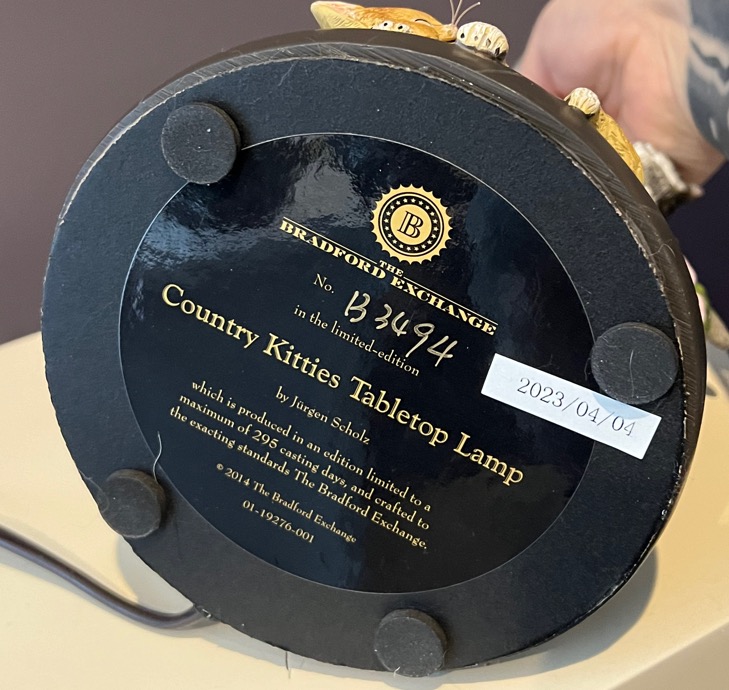 B
THE
BRADFORD EXCHANGE
No. B3494
in the limited-edition
Country Kitties Tabletop Lamp
by Jürgen Scholz
which is produced in an edition limited to a
maximum of 295 casting days, and crafted to
the exacting standards The Bradford Exchange.
© 2014 The Bradford Exchange
01-19276-001
2023/04/04